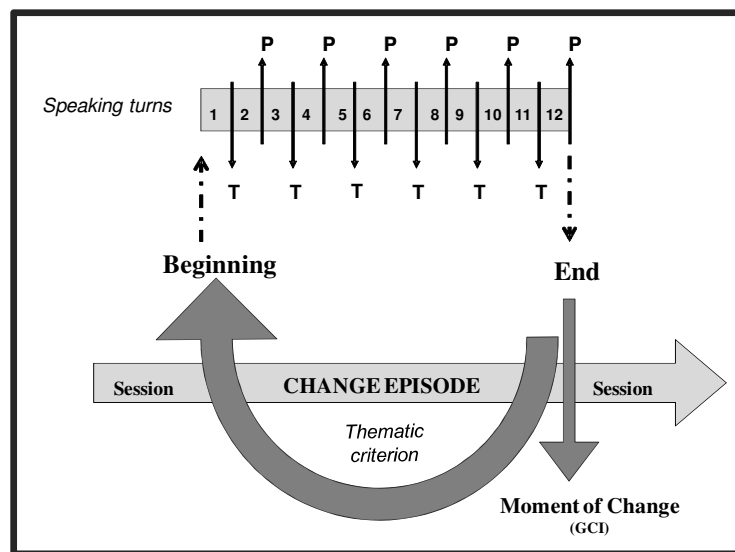 P P P P P P
Speaking turns
1 2 3 4 5 6 7 8 9 10 11 12
T T T T T T
Beginning
End
Session
CHANGE EPISODE
Session
Thematic
criterion
Moment of Change
(GCI)